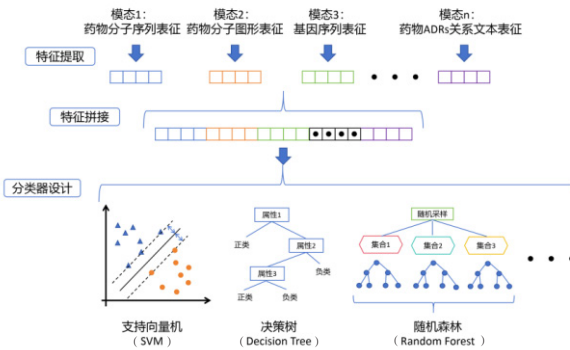 模态1：
药物分子序列表征
模态2：
药物分子图形表征
模态3：
基因序列表征
模态n：
药物ADRs关系文本表征
特征提取
特征拼接
分类器设计
属性1
正类
属性2
属性3
负类
正类
负类
随机采样
集合1
集合2
集合3
支持向量机
（SVM）
决策树
（Decision Tree）
随机森林
（Random Forest）